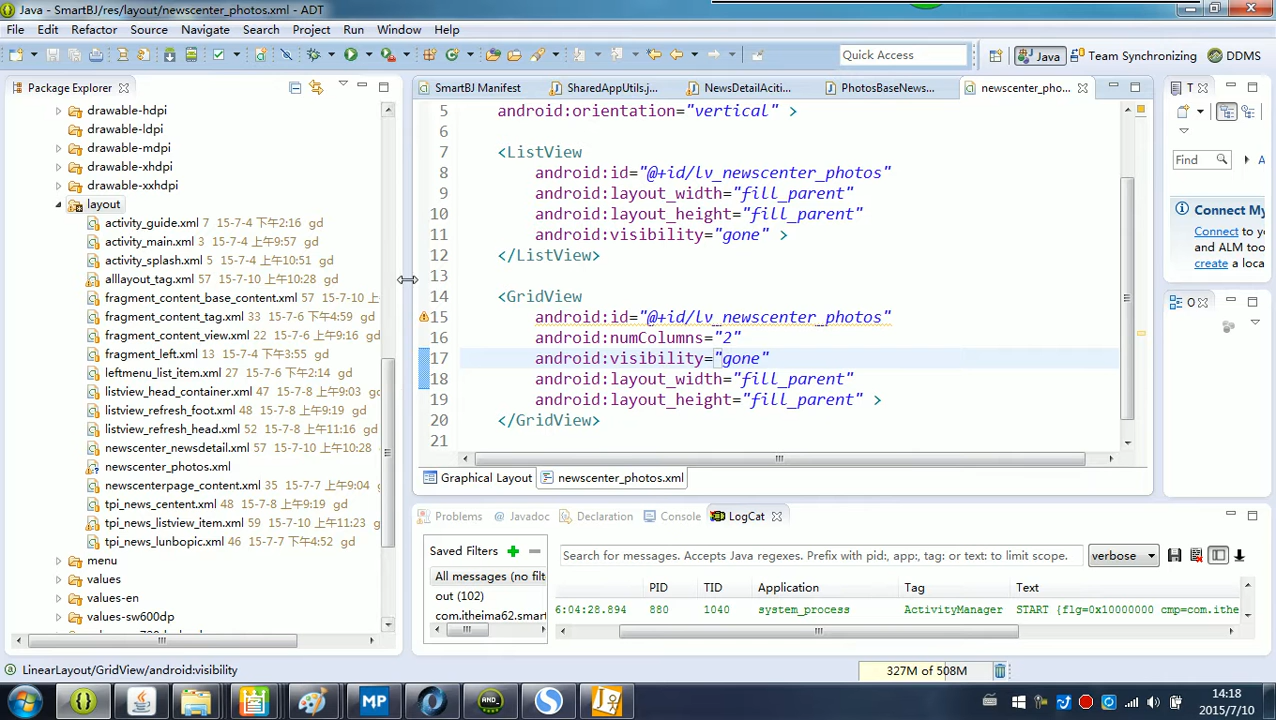 Java - SmartBJ/res/layout/newscenter_photos.xml - ADT
File Edit Refactor Source Navigate Search Project Run Window Help
Quick Access
Java
Team Synchronizing
DDMS
Package Explorer
drawable-hdpi
drawable-ldpi
drawable-mdpi
drawable-xhdpi
drawable-xxhdpi
layout
activity_guide.xml 7 15-7-4 下午2:16 gd
activity_main.xml 3 15-7-4 上午9:57 gd
activity_splash.xml 5 15-7-4 上午10:51 gd
alllayout_tag.xml 57 15-7-10 上午10:28 gd
fragment_content_base_content.xml 57 15-7-10
fragment_content_tag.xml 33 15-7-6 下午4:59 gd
fragment_content_view.xml 22 15-7-6 上午9:16 gd
fragment_left.xml 14 15-7-4 下午3:55 gd
leftmenu_list_item.xml 27 15-7-6 下午2:16 gd
listview_head_container.xml 47 15-7-8 上午9:03 gd
listview_refresh_foot.xml 48 15-7-8 上午9:19 gd
listview_refresh_head.xml 52 15-7-8 上午11:16 gd
newscenter_newsdetail.xml 57 15-7-10 上午10:28
newscenter_photos.xml
newscenterpage_content.xml 35 15-7-7 上午9:04 gd
tpi_news_centent.xml 48 15-7-8 上午9:19 gd
tpi_news_listview_item.xml 59 15-7-10 上午11:23
tpi_news_lunbopic.xml 46 15-7-7 下午4:52 gd
menu
values
values-en
values-sw600dp
SmartBJ Manifest
SharedAppUtils.j...
NewsDetailAciti...
PhotosBaseNews...
newscenter_pho...
5 android:orientation="vertical" >
6
7 <ListView
8 android:id="@+id/lv_newscenter_photos"
9 android:layout_width="fill_parent"
10 android:layout_height="fill_parent"
11 android:visibility="gone" >
12 </ListView>
13
14 <GridView
15 android:id="@+id/lv_newscenter_photos"
16 android:numColumns="2"
17 android:visibility="gone"
18 android:layout_width="fill_parent"
19 android:layout_height="fill_parent" >
20 </GridView>
21
Graphical Layout
newscenter_photos.xml
T
Find
A
Connect My
Connect to y
and ALM too
create a loca
O
Problems Javadoc Declaration Console LogCat
Saved Filters
All messages (no filt
out (102)
com.itheima62.smart
Search for messages. Accepts Java regexes. Prefix with pid:, app:, tag: or text: to limit scope.
verbose
PID TID Application Tag Text
6:04:28.894 880 1040 system_process ActivityManager START {flg=0x10000000 cmp=com.ithe
LinearLayout/GridView/android:visibility
327M of 508M
MP
14:18
2015/7/10